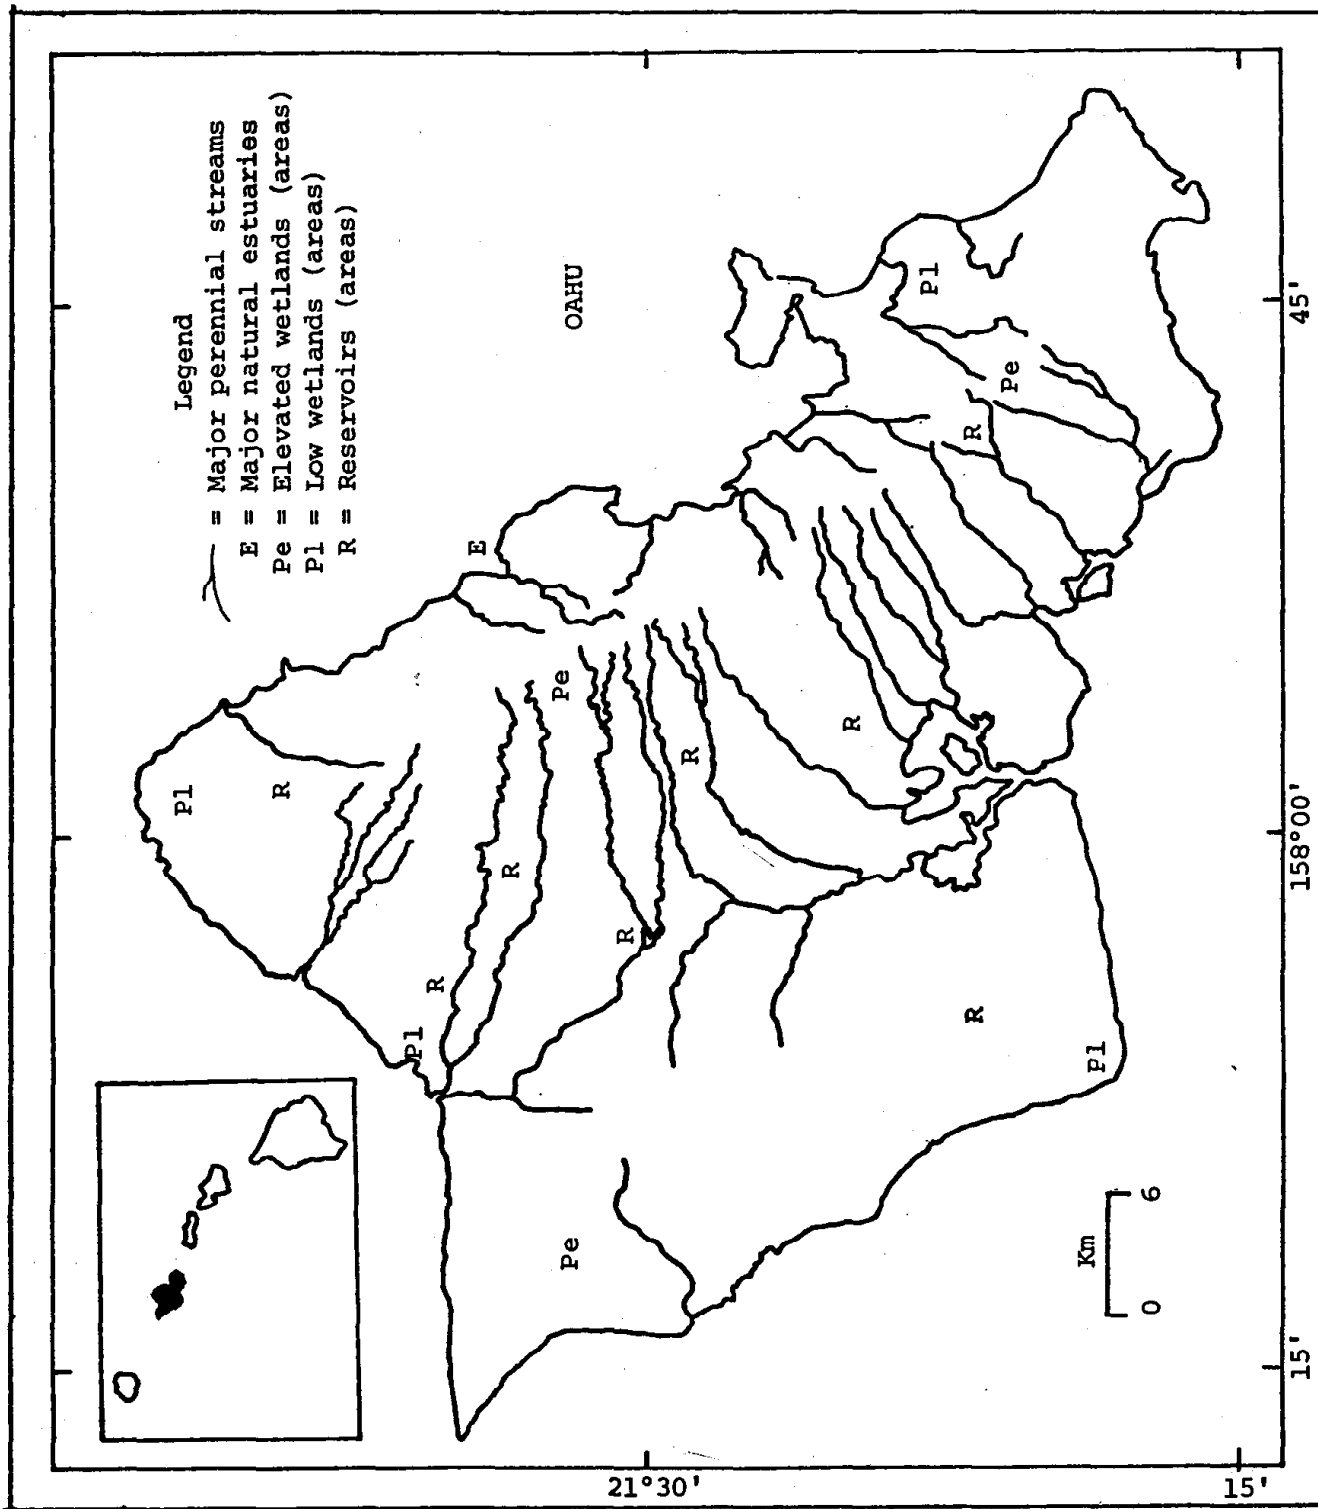 Legend
= Major perennial streams
E = Major natural estuaries
Pe = Elevated wetlands (areas)
Pl = Low wetlands (areas)
R = Reservoirs (areas)
OAHU
E
Pl
R
Pe
R
R
Pl
R
R
R
Pe
R
Pl
R
Pe
Pl
Km
0 6
21°30'
15'
15'
158°00'
45'